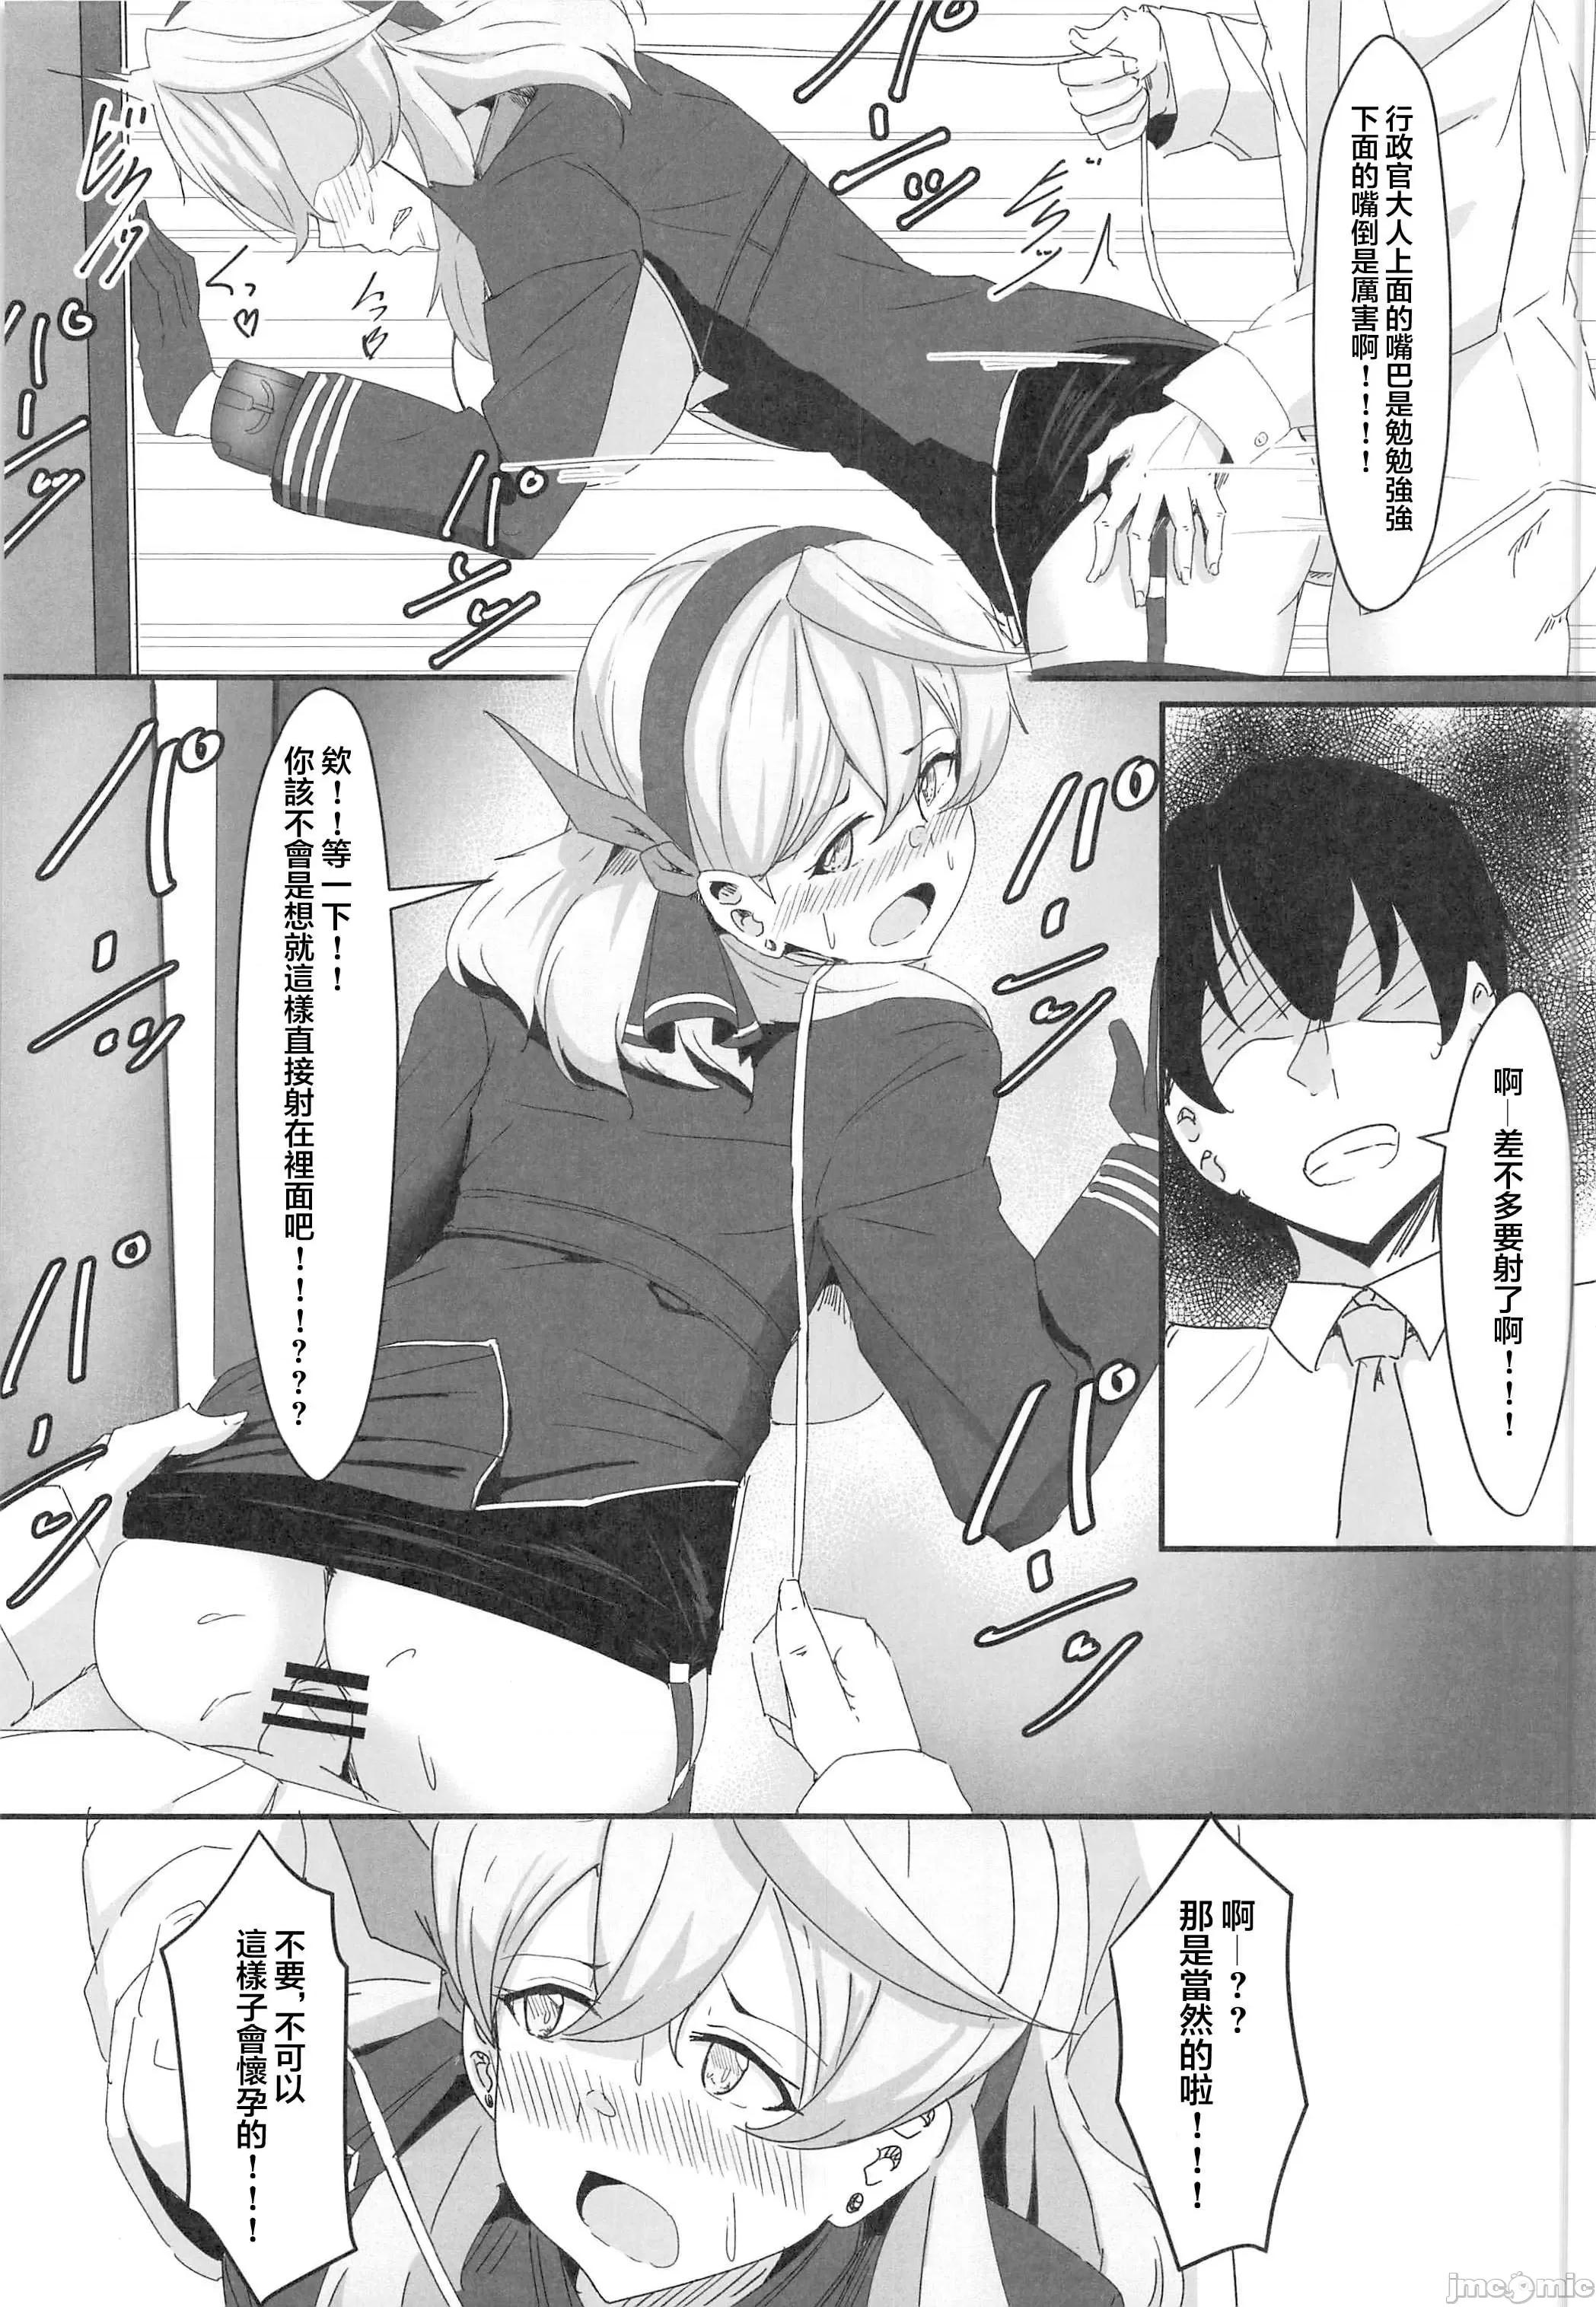 行政官大人上面的嘴巴是勉勉強強
下面的嘴倒是厲害啊！！！！
啊—差不多要射了啊！！！
欸！！等一下！！
你該不會是想就這樣直接射在裡面吧！！！？？？
啊—？？
那是當然的啦！！！
不要，不可以
這樣子會懷孕的！！！
jmcomic